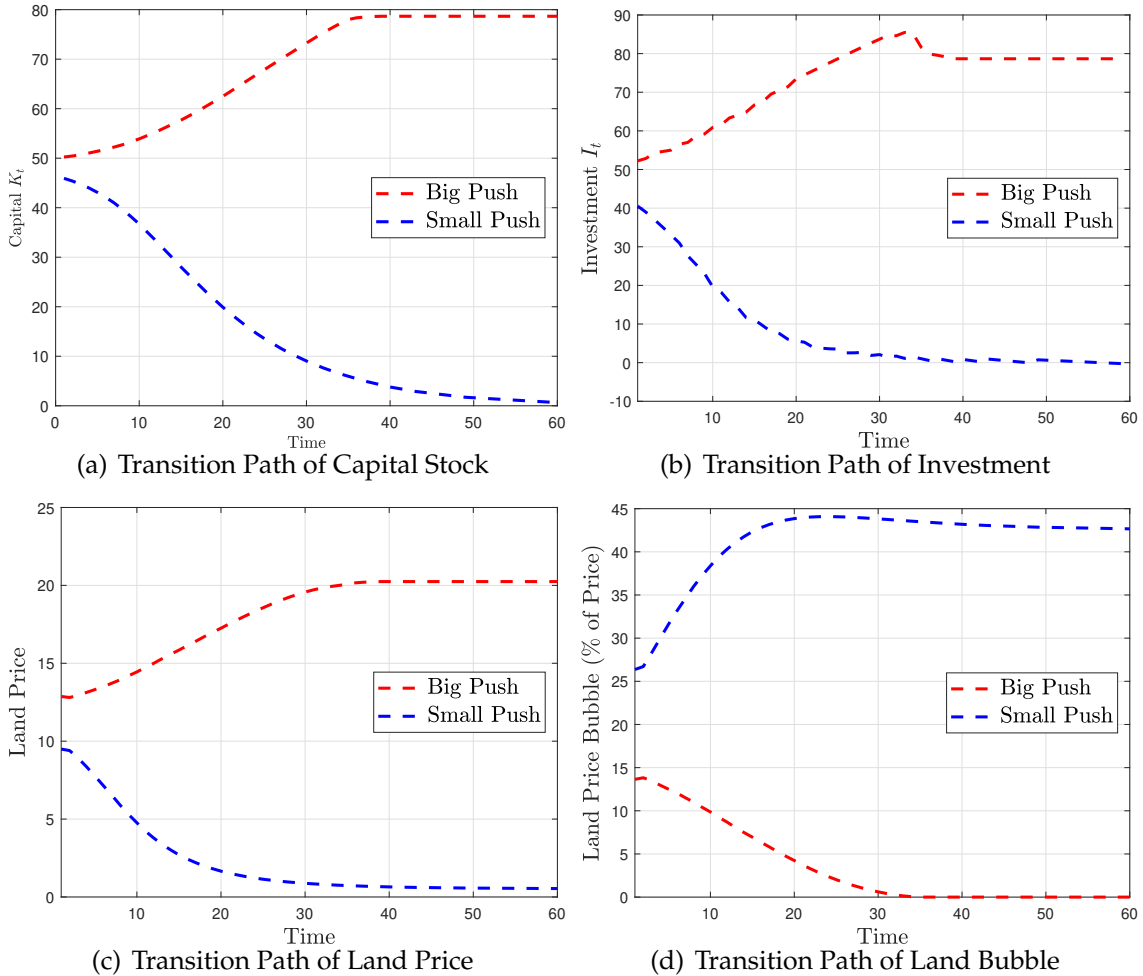 80
70
60
50
40
30
20
10
0
Capital K_t
Big Push
Small Push
0 10 20 30 40 50 60
Time
(a) Transition Path of Capital Stock
90
80
70
60
50
40
30
20
10
0
-10
Investment I_t
Big Push
Small Push
10 20 30 40 50 60
Time
(b) Transition Path of Investment
25
20
15
10
5
0
Land Price
Big Push
Small Push
10 20 30 40 50 60
Time
(c) Transition Path of Land Price
45
40
35
30
25
20
15
10
5
0
Land Price Bubble (% of Price)
Big Push
Small Push
10 20 30 40 50 60
Time
(d) Transition Path of Land Bubble